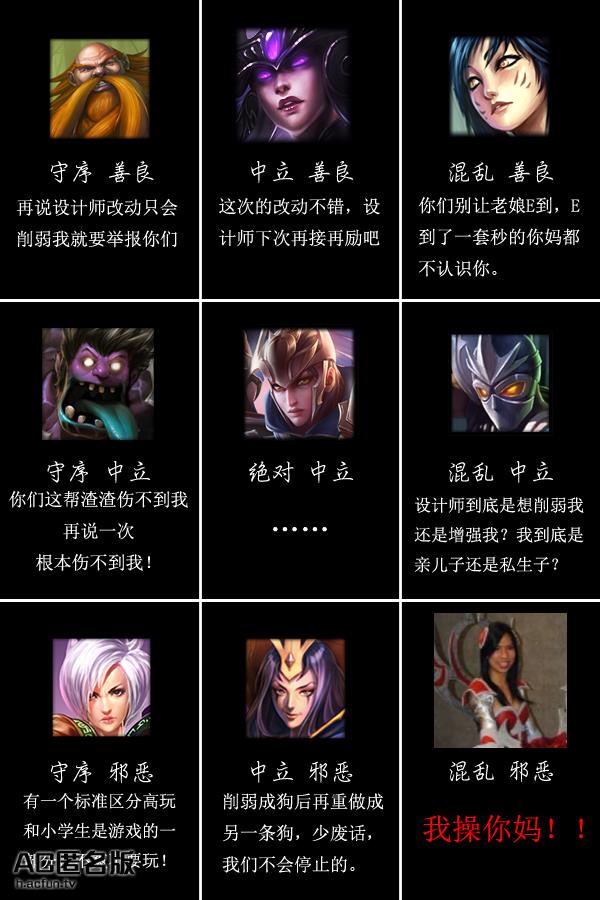 守序 善良
再说设计师改动只会
削弱我就要举报你们
中立 善良
这次的改动不错，设
计师下次再接再励吧
混乱 善良
你们别让老娘E到，E
到了一套秒的你妈都
不认识你。
守序 中立
你们这帮渣渣伤不到我
再说一次
根本伤不到我！
绝对 中立
……
混乱 中立
设计师到底是想削弱我
还是增强我？我到底是
亲儿子还是私生子？
守序 邪恶
有一个标准区分高玩
和小学生是游戏的一
要玩！
中立 邪恶
削弱成狗后再重做成
另一条狗，少废话，
我们不会停止的。
混乱 邪恶
我操你妈！！
AC匿名版
h.acfun.tv